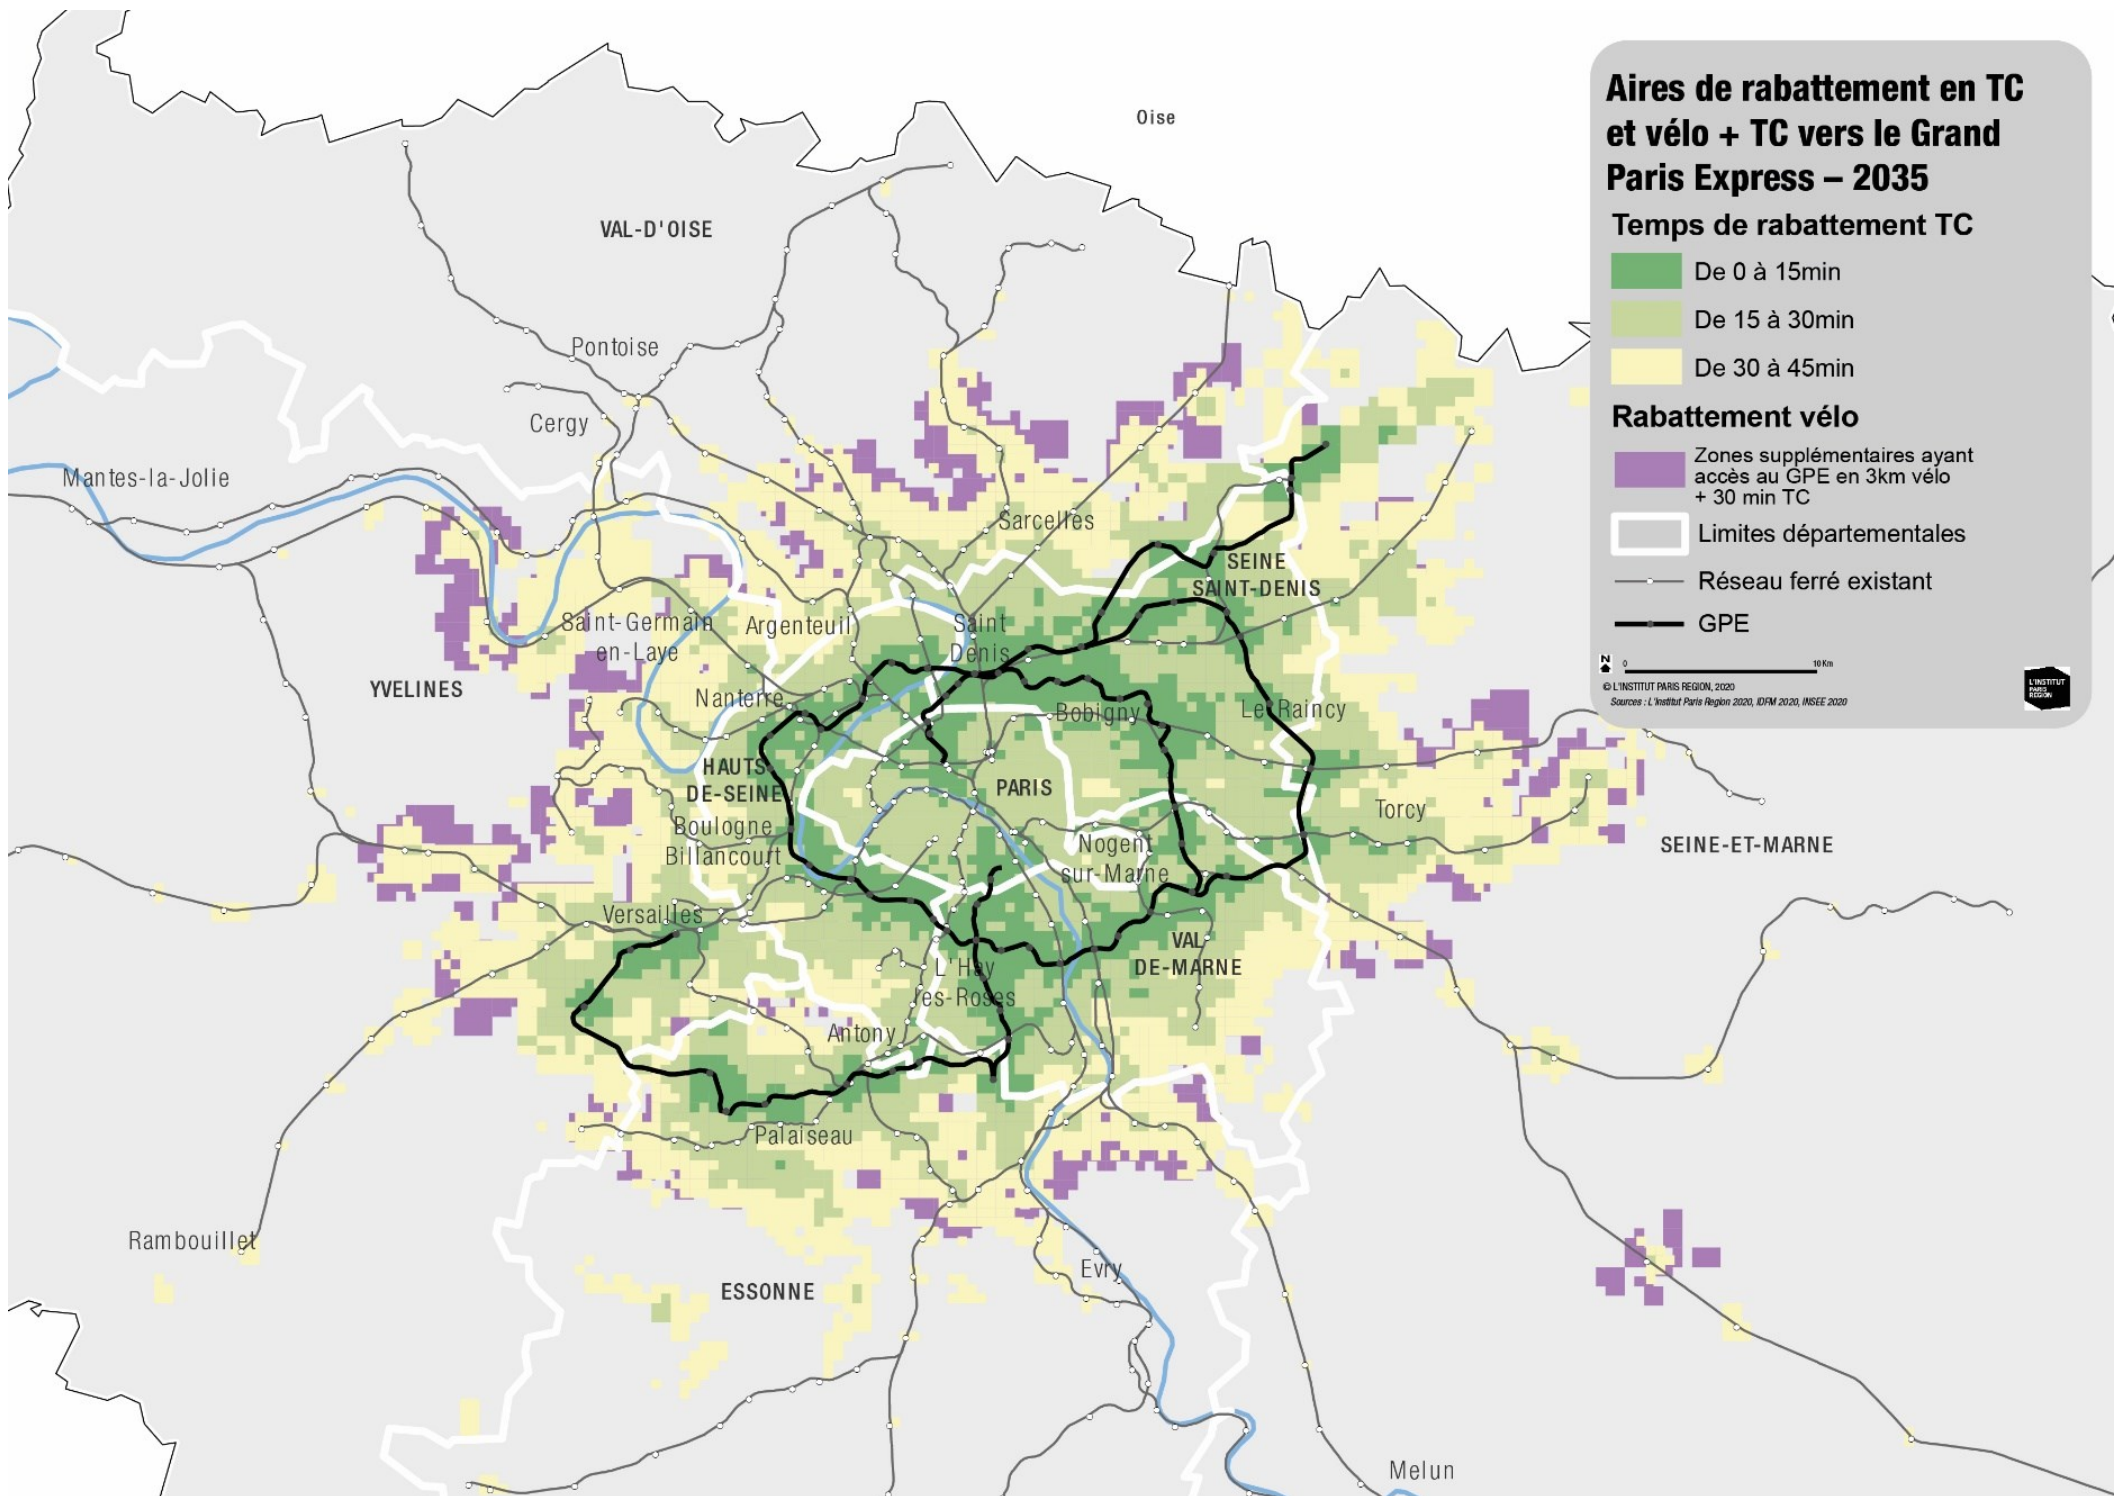 Aires de rabattement en TC
et vélo + TC vers le Grand
Paris Express – 2035
Temps de rabattement TC
De 0 à 15min
De 15 à 30min
De 30 à 45min
Rabattement vélo
Zones supplémentaires ayant
accès au GPE en 3km vélo
+ 30 min TC
Limites départementales
Réseau ferré existant
GPE
N
0
10 Km
© L'INSTITUT PARIS REGION, 2020
Sources : L'Institut Paris Region 2020, IDFM 2020, INSEE 2020
L'INSTITUT
PARIS
REGION
Oise
VAL-D'OISE
Pontoise
Cergy
Mantes-la-Jolie
Sarcelles
SEINE
SAINT-DENIS
Saint-Germain
en-Laye
Argenteuil
Saint
Denis
YVELINES
Nanterre
Bobigny
Le Raincy
HAUTS
DE-SEINE
PARIS
Torcy
Boulogne
Billancourt
Nogent
sur-Marne
SEINE-ET-MARNE
Versailles
VAL
DE-MARNE
L'Hay
les-Roses
Antony
Palaiseau
Rambouillet
Evry
ESSONNE
Melun